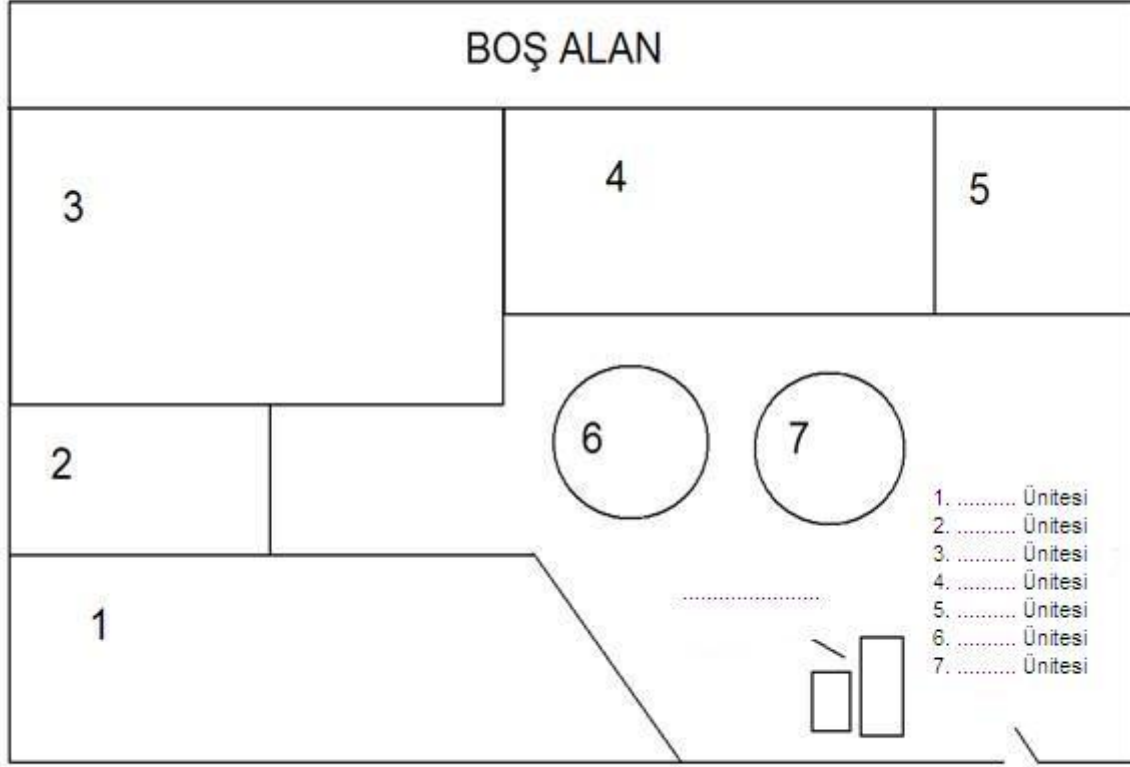 BOŞ ALAN
3
4
5
2
6
7
1
1. .......... Ünitesi
2. .......... Ünitesi
3. .......... Ünitesi
4. .......... Ünitesi
5. .......... Ünitesi
6. .......... Ünitesi
7. .......... Ünitesi
........................